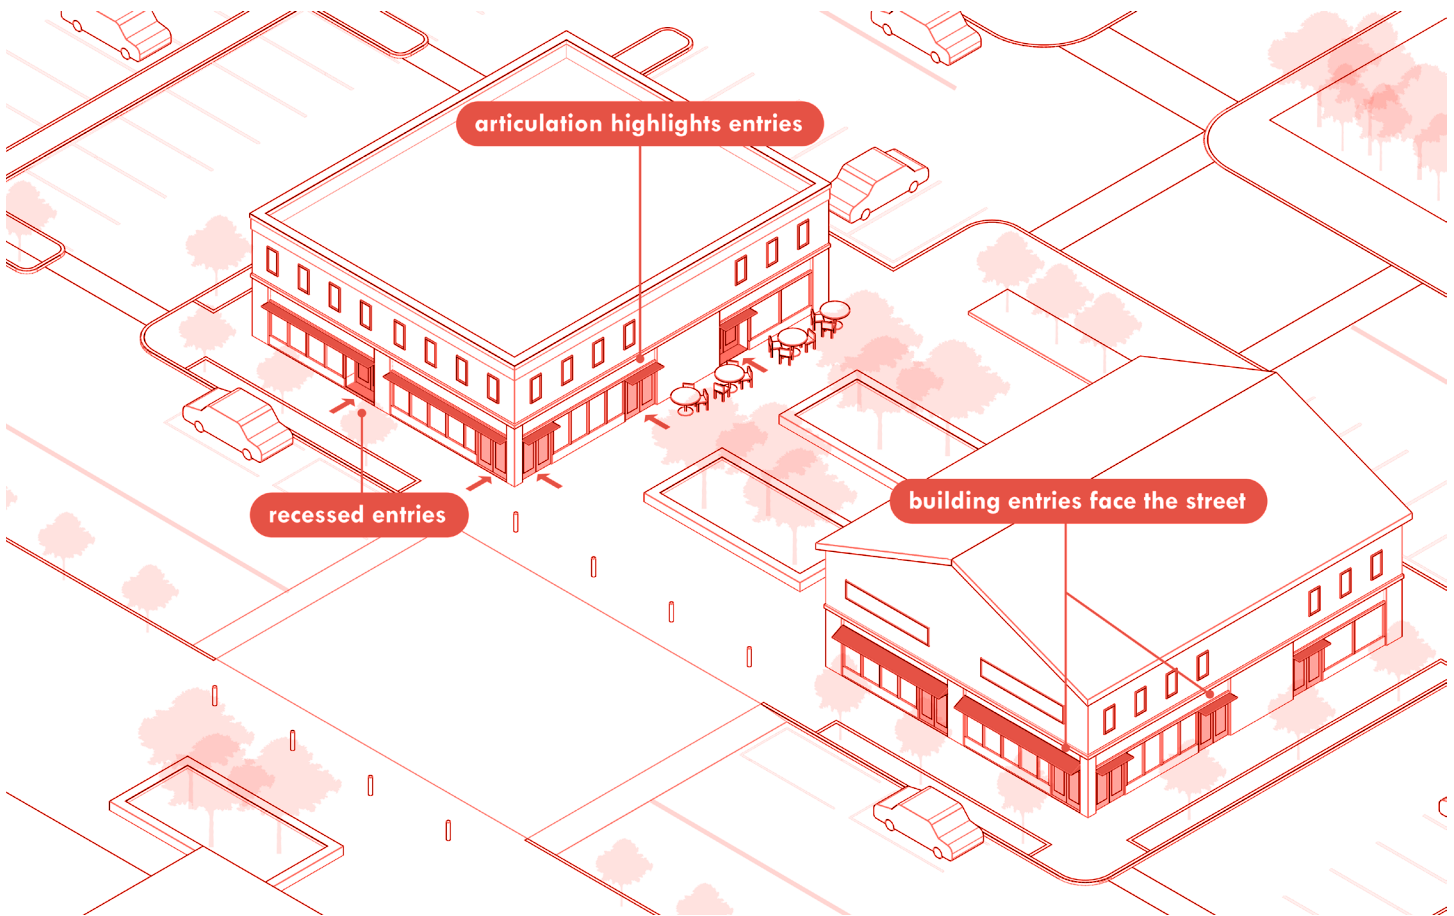 articulation highlights entries
recessed entries
building entries face the street